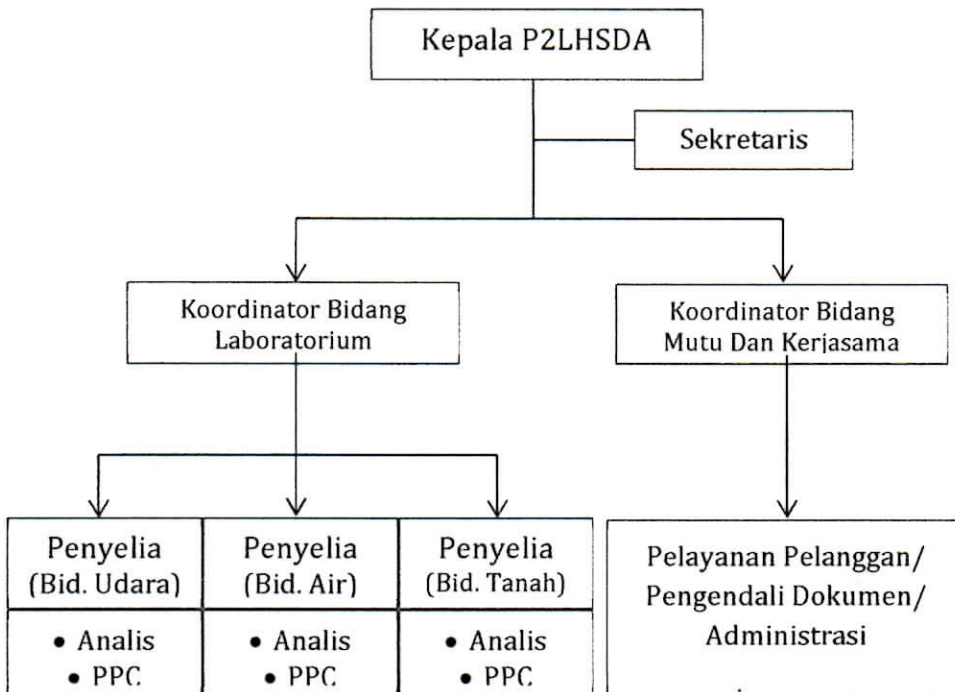 Kepala P2LHSDA
Sekretaris
Koordinator Bidang
Laboratorium
Koordinator Bidang
Mutu Dan Kerjasama
Penyelia
(Bid. Udara)
Penyelia
(Bid. Air)
Penyelia
(Bid. Tanah)
• Analis
• PPC
• Analis
• PPC
• Analis
• PPC
Pelayanan Pelanggan/
Pengendali Dokumen/
Administrasi